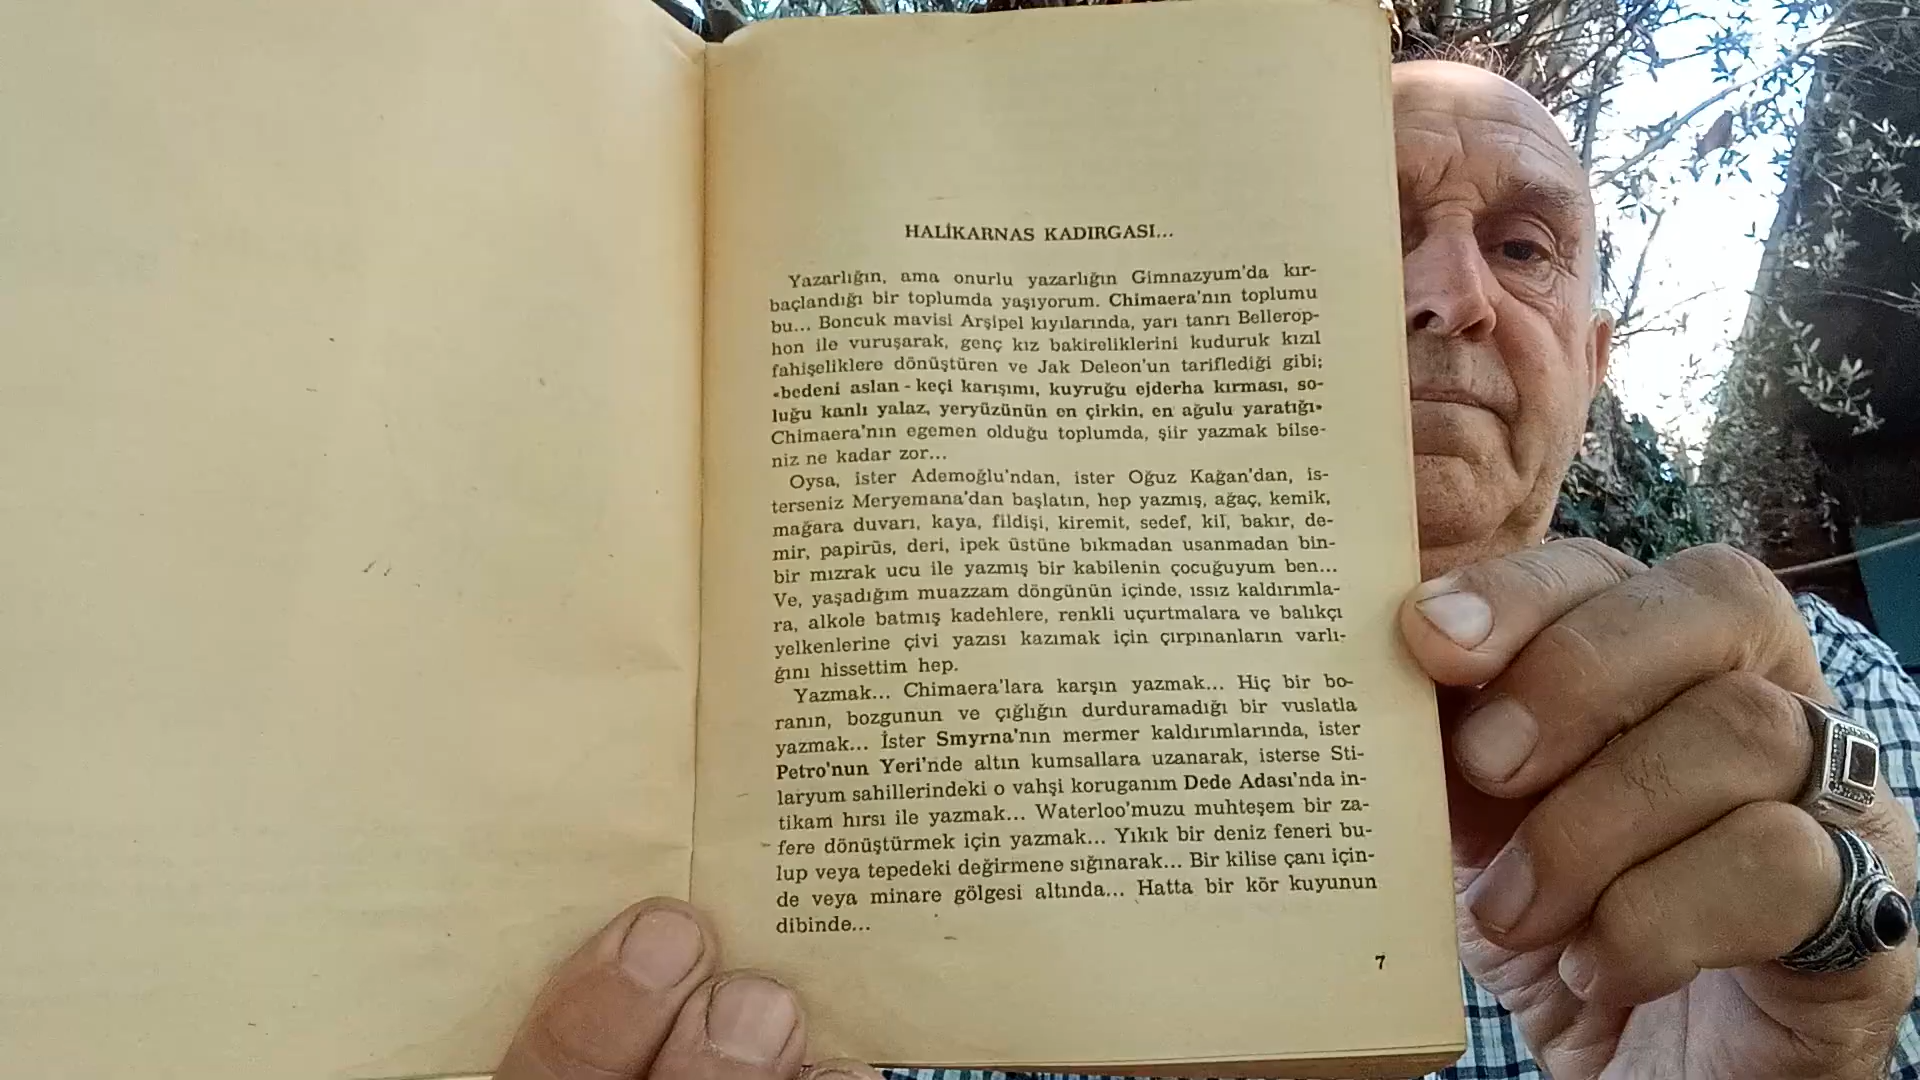 HALİKARNAS KADIRGASI...
Yazarlığın, ama onurlu yazarlığın Gimnazyum'da kır-
baçlandığı bir toplumda yaşıyorum. Chimaera'nın toplumu
bu... Boncuk mavisi Arşipel kıyılarında, yarı tanrı Bellerop-
hon ile vuruşarak, genç kız bakireliklerini kuduruk kızıl
fahişeliklere dönüştüren ve Jak Deleon'un tariflediği gibi;
«bedeni aslan - keçi karışımı, kuyruğu ejderha kırması, so-
luğu kanlı yalaz, yeryüzünün en çirkin, en ağulu yaratığı»
Chimaera'nın egemen olduğu toplumda, şiir yazmak bilse-
niz ne kadar zor...
Oysa, ister Ademoğlu'ndan, ister Oğuz Kağan'dan, is-
terseniz Meryemana'dan başlatın, hep yazmış, ağaç, kemik,
mağara duvarı, kaya, fildişi, kiremit, sedef, kil, bakır, de-
mir, papirüs, deri, ipek üstüne bıkmadan usanmadan bin-
bir mızrak ucu ile yazmış bir kabilenin çocuğuyum ben...
Ve, yaşadığım muazzam döngünün içinde, ıssız kaldırımla-
ra, alkole batmış kadehlere, renkli uçurtmalara ve balıkçı
yelkenlerine çivi yazısı kazımak için çırpınanların varlı-
ğını hissettim hep.
Yazmak... Chimaera'lara karşın yazmak... Hiç bir bo-
ranın, bozgunun ve çığlığın durduramadığı bir vuslatla
yazmak... İster Smyrna'nın mermer kaldırımlarında, ister
Petro'nun Yeri'nde altın kumsallara uzanarak, isterse Sti-
laryum sahillerindeki o vahşi koruganım Dede Adası'nda in-
tikam hırsı ile yazmak... Waterloo'muzu muhteşem bir za-
fere dönüştürmek için yazmak... Yıkık bir deniz feneri bu-
lup veya tepedeki değirmene sığınarak... Bir kilise çanı için-
de veya minare gölgesi altında... Hatta bir kör kuyunun
dibinde...
7